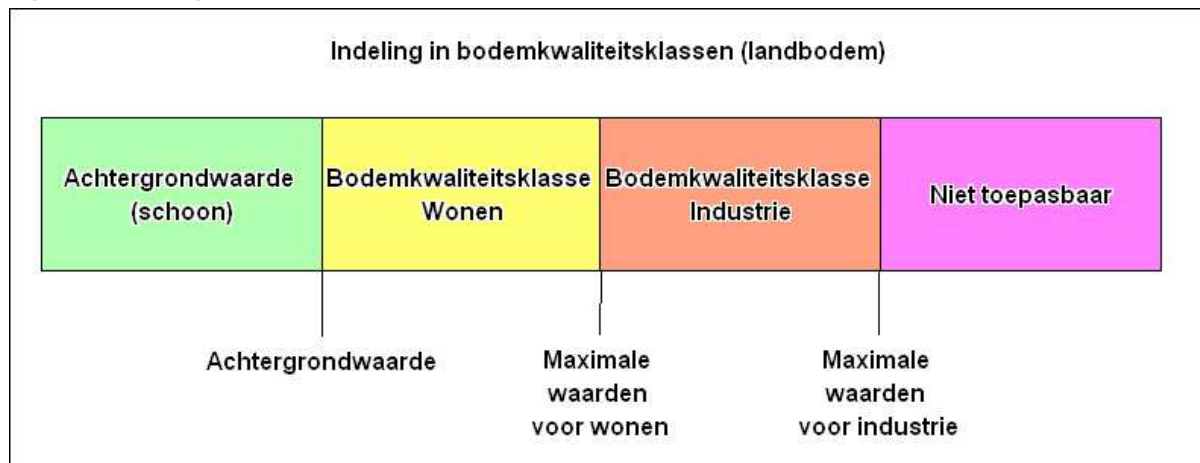 Indeling in bodemkwaliteitsklassen (landbodem)
Achtergrondwaarde
(schoon)
Bodemkwaliteitsklasse
Wonen
Bodemkwaliteitsklasse
Industrie
Niet toepasbaar
Achtergrondwaarde
Maximale
waarden
voor wonen
Maximale
waarden
voor industrie